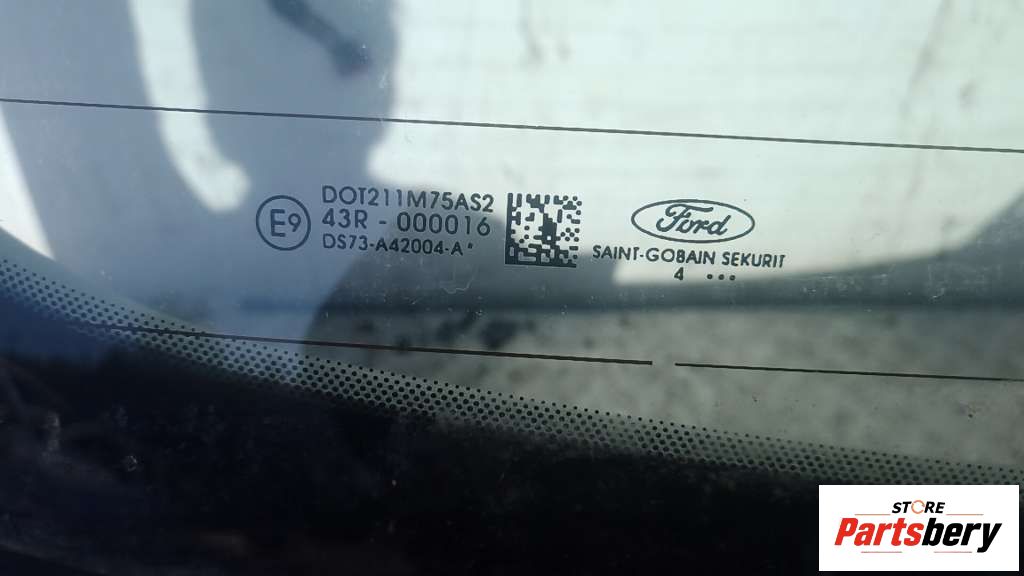 E9
DOT211M75AS2
43R - 000016
DS73-A42004-A*
Ford
SAINT-GOBAIN SEKURIT
4 •••
STORE
Partsbery